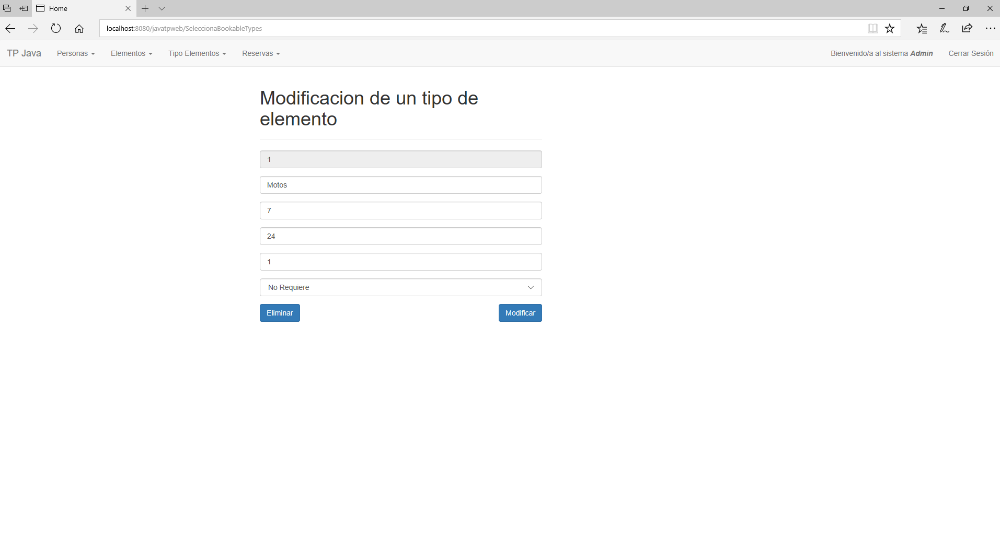 Home
localhost:8080/javatpweb/SeleccionaBookableTypes
TP Java Personas Elementos Tipo Elementos Reservas Bienvenido/a al sistema Admin Cerrar Sesión
Modificacion de un tipo de
elemento
1
Motos
7
24
1
No Requiere
Eliminar Modificar